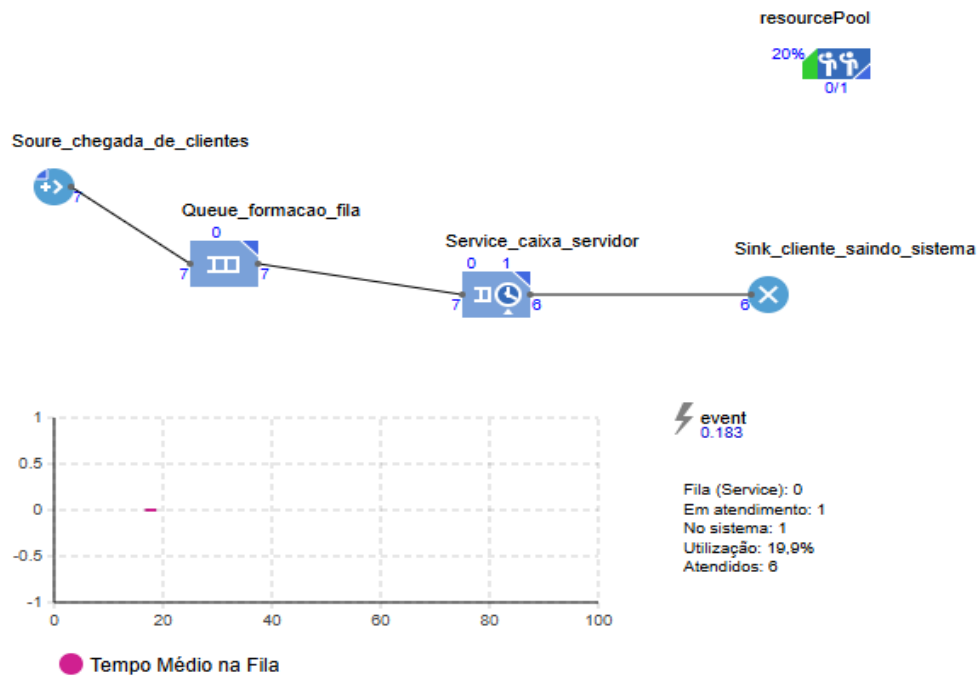 resourcePool
20%
0/1
Soure_chegada_de_clientes
7
Queue_formacao_fila
0
7
7
Service_caixa_servidor
0 1
7
6
Sink_cliente_saindo_sistema
6
1
0.5
0
-0.5
-1
0 20 40 60 80 100
Tempo Médio na Fila
event
0.183
Fila (Service): 0
Em atendimento: 1
No sistema: 1
Utilização: 19,9%
Atendidos: 6